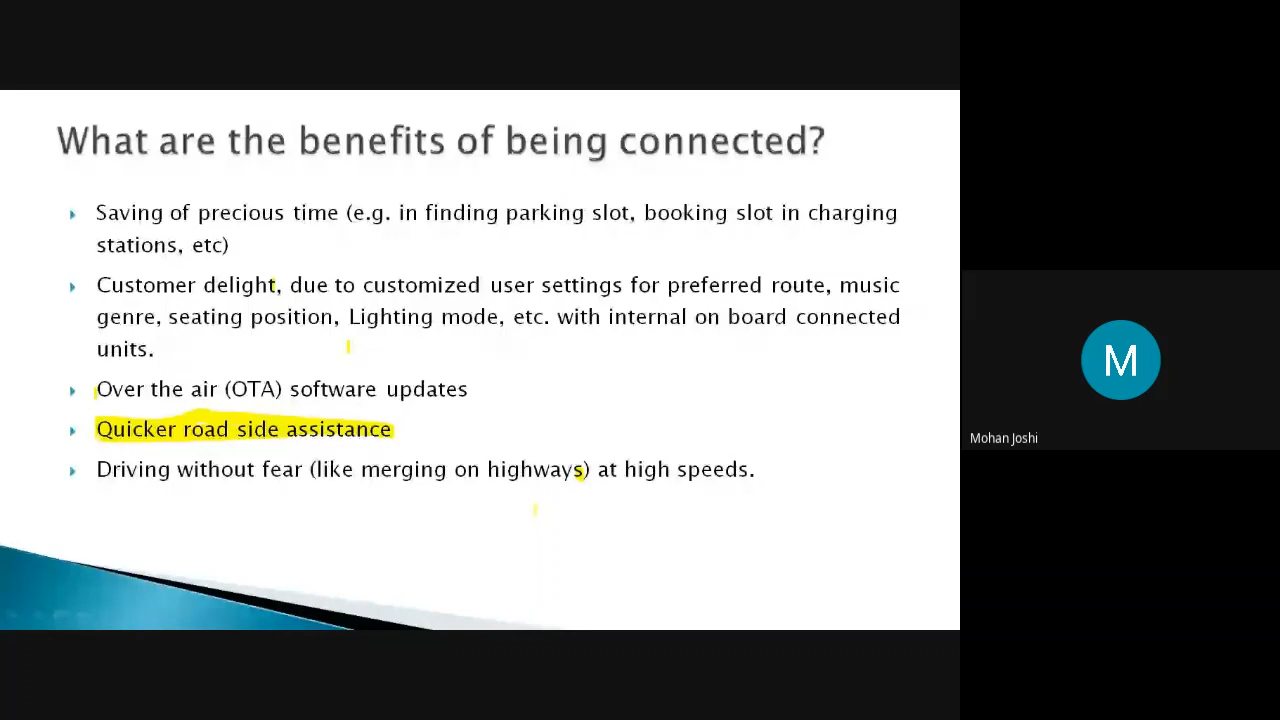 What are the benefits of being connected?
Saving of precious time (e.g. in finding parking slot, booking slot in charging
stations, etc)
Customer delight, due to customized user settings for preferred route, music
genre, seating position, Lighting mode, etc. with internal on board connected
units.
Over the air (OTA) software updates
Quicker road side assistance
Driving without fear (like merging on highways) at high speeds.
M
Mohan Joshi